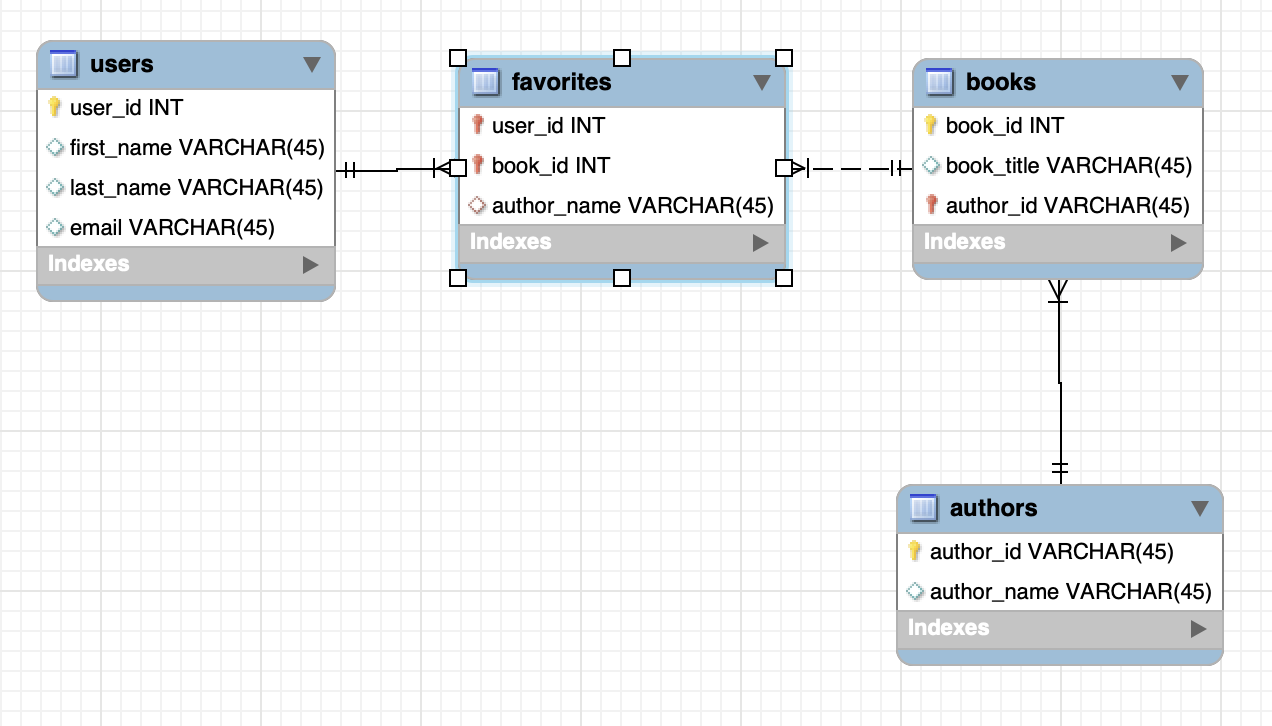 users
user_id INT
first_name VARCHAR(45)
last_name VARCHAR(45)
email VARCHAR(45)
Indexes
favorites
user_id INT
book_id INT
author_name VARCHAR(45)
Indexes
books
book_id INT
book_title VARCHAR(45)
author_id VARCHAR(45)
Indexes
authors
author_id VARCHAR(45)
author_name VARCHAR(45)
Indexes